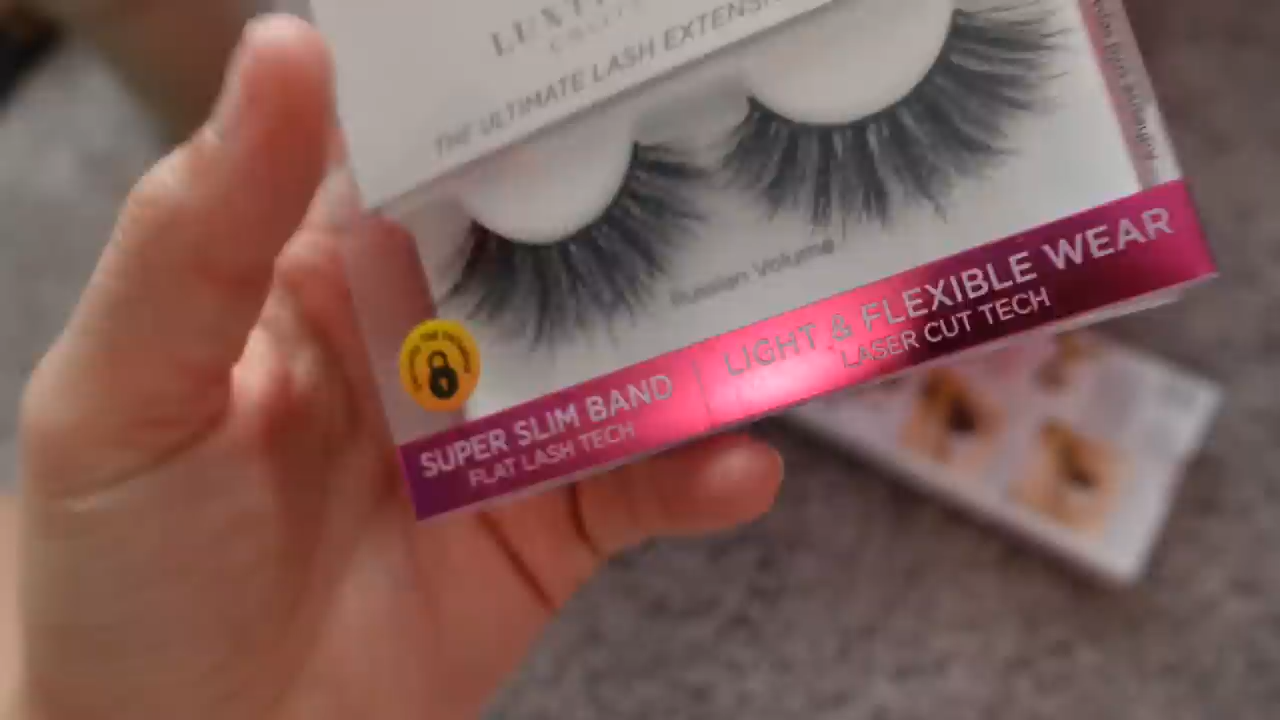 THE ULTIMATE LASH EXTENSI
Russian Volume
LIGHT & FLEXIBLE WEAR
LASER CUT TECH
SUPER SLIM BAND
FLAT LASH TECH